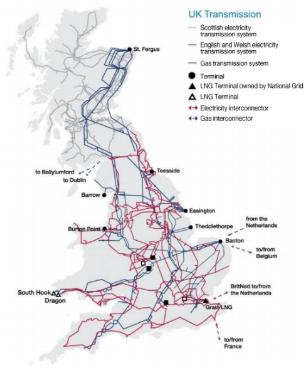 UK Transmission
Scottish electricity
transmission system
English and Welsh electricity
transmission system
Gas transmission system
Terminal
LNG Terminal owned by National Grid
LNG Terminal
Electricity interconnector
Gas interconnector
St. Fergus
to Ballylumford
to Dublin
Teesside
Barrow
Easington
Burton Point
Theddlethorpe
from the
Netherlands
Bacton
to/from
Belgium
South Hook
Dragon
BritNed to/from
the Netherlands
Grain LNG
to/from
France